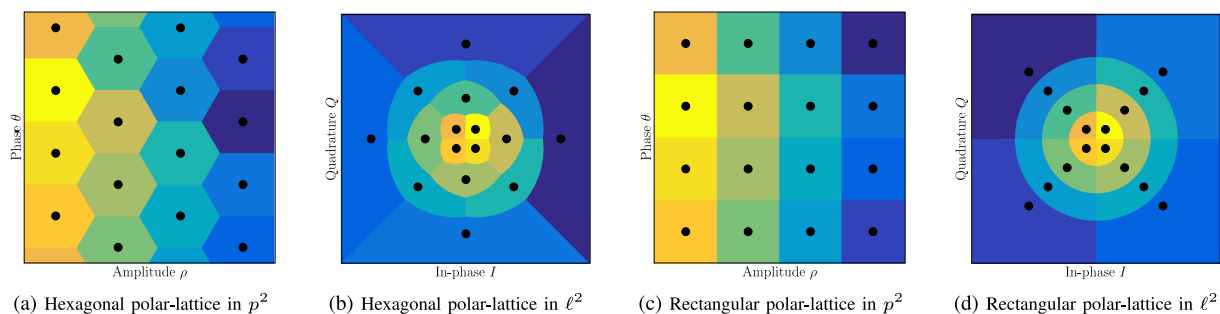 Phase θ
Amplitude ρ
(a) Hexagonal polar-lattice in p²
Quadrature Q
In-phase I
(b) Hexagonal polar-lattice in ℓ²
Phase θ
Amplitude ρ
(c) Rectangular polar-lattice in p²
Quadrature Q
In-phase I
(d) Rectangular polar-lattice in ℓ²